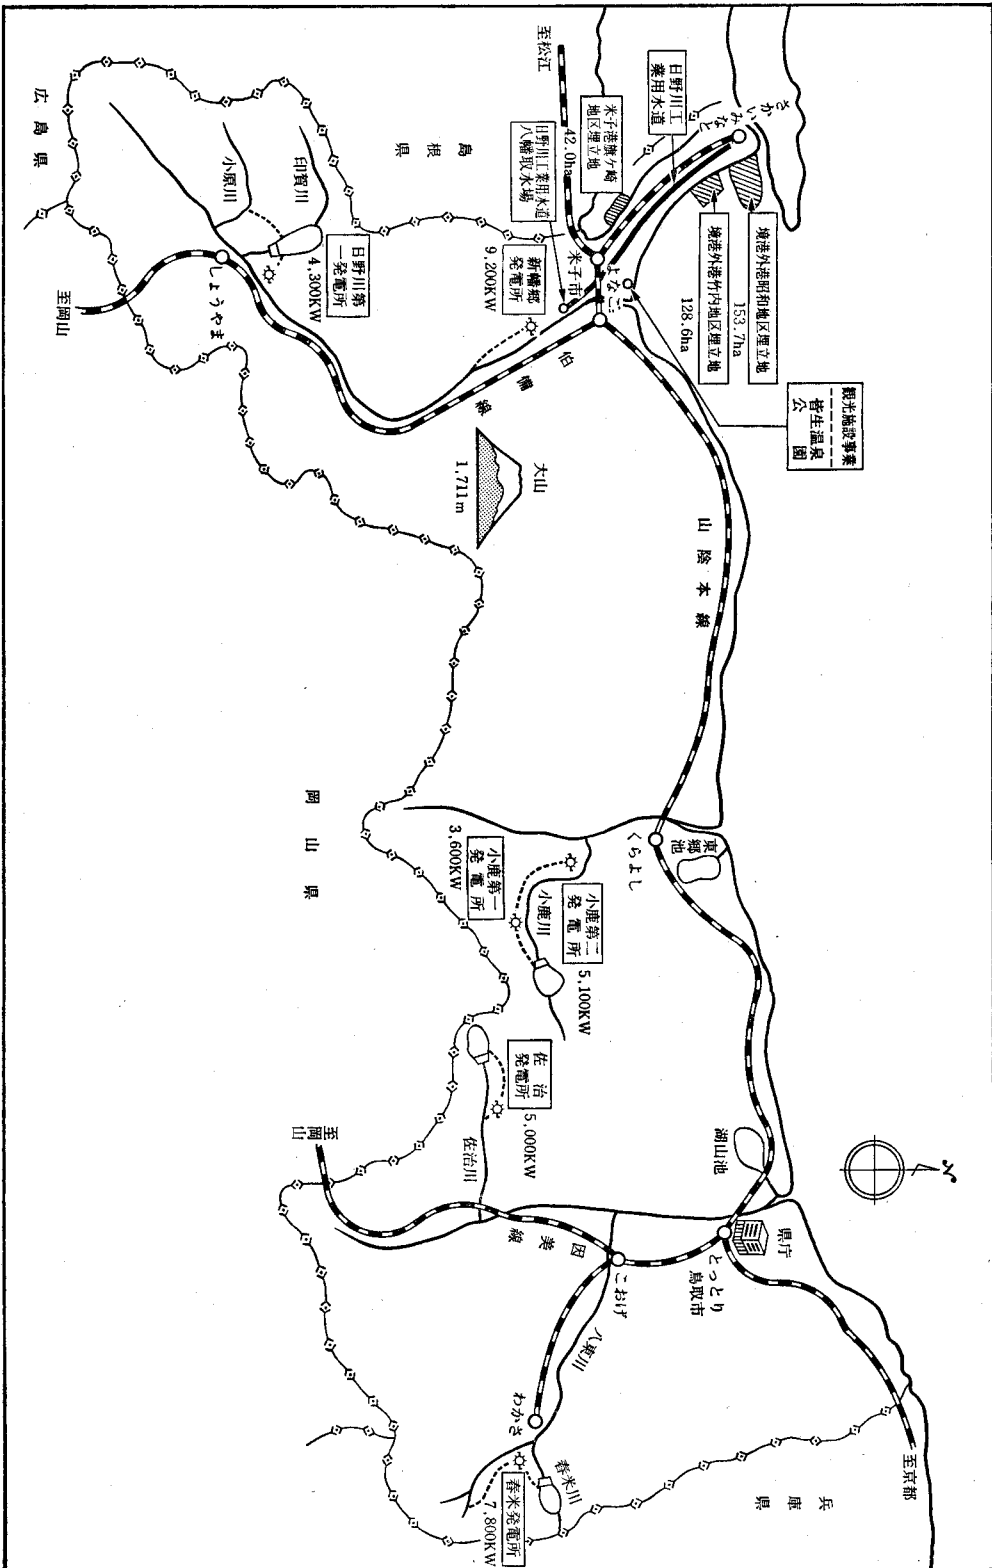 さかいみなと
日野川工
業用水道
至松江
米子港旗ケ崎
地区埋立地
42.0ha
日野川工業用水道
八幡取水場
境港外港昭和地区埋立地
153.7ha
境港外港竹内地区埋立地
128.6ha
観光施設事業
皆生温泉
公園
よなご
米子市
新幡郷
発電所
9,200KW
島根県
広島県
印賀川
小原川
日野川第
一発電所
4,300KW
しょうやま
至岡山
伯備線
大山
1,711m
山陰本線
岡山県
くらよし
東郷池
小鹿第一
発電所
3,600KW
小鹿川
小鹿第二
発電所
5,100KW
佐治
発電所
5,000KW
佐治川
至岡山
湖山池
県庁
とっとり
鳥取市
因美線
こおげ
八東川
わかさ
春米川
春米発電所
7,800KW
至京都
兵庫県